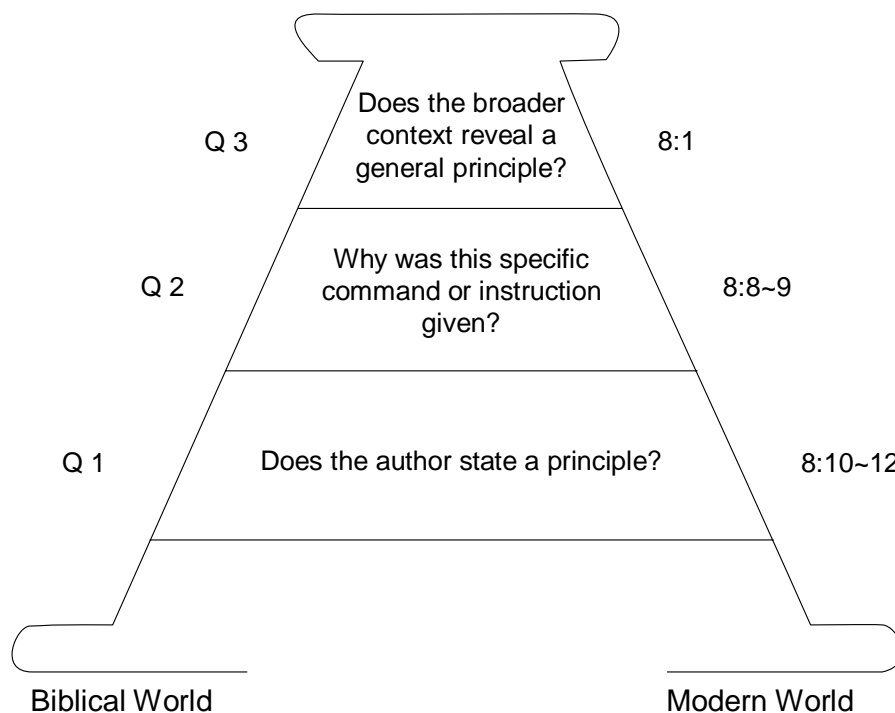 Does the broader
context reveal a
general principle?
Q 3
8:1
Why was this specific
command or instruction
given?
Q 2
8:8~9
Does the author state a principle?
Q 1
8:10~12
Biblical World
Modern World